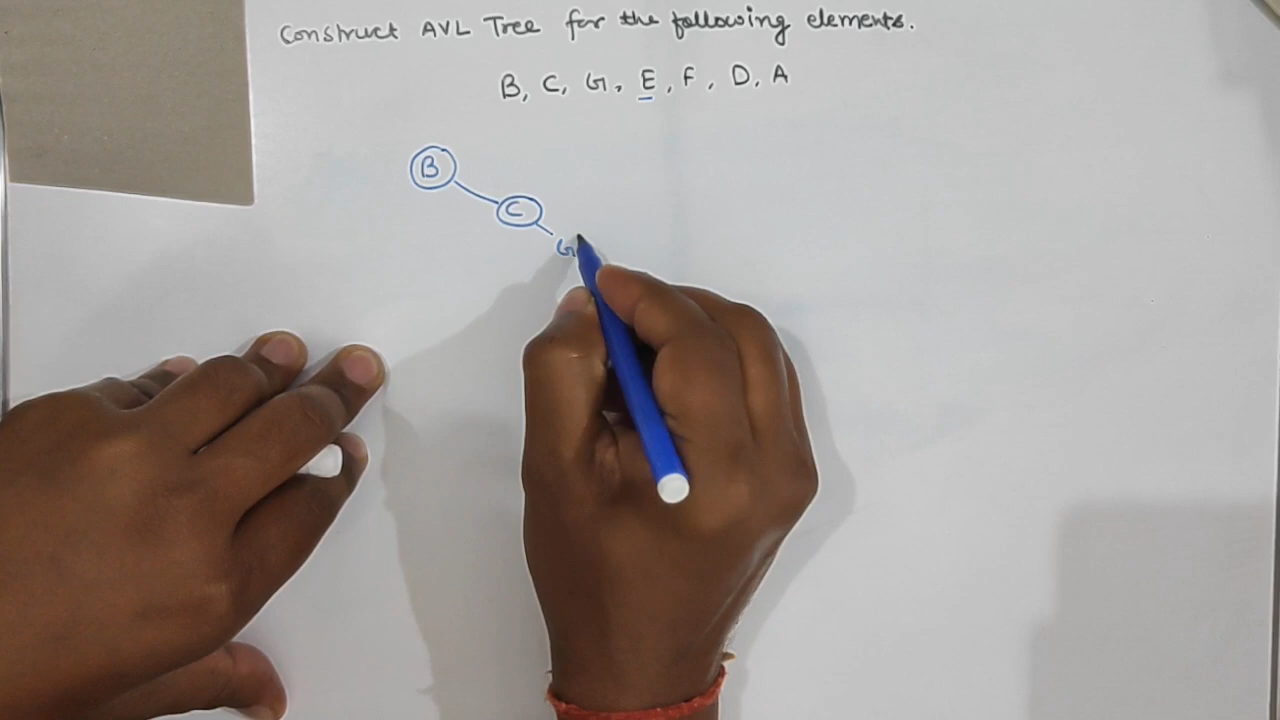 Construct AVL Tree for the following elements.
B, C, G, E, F, D, A
B
C
G